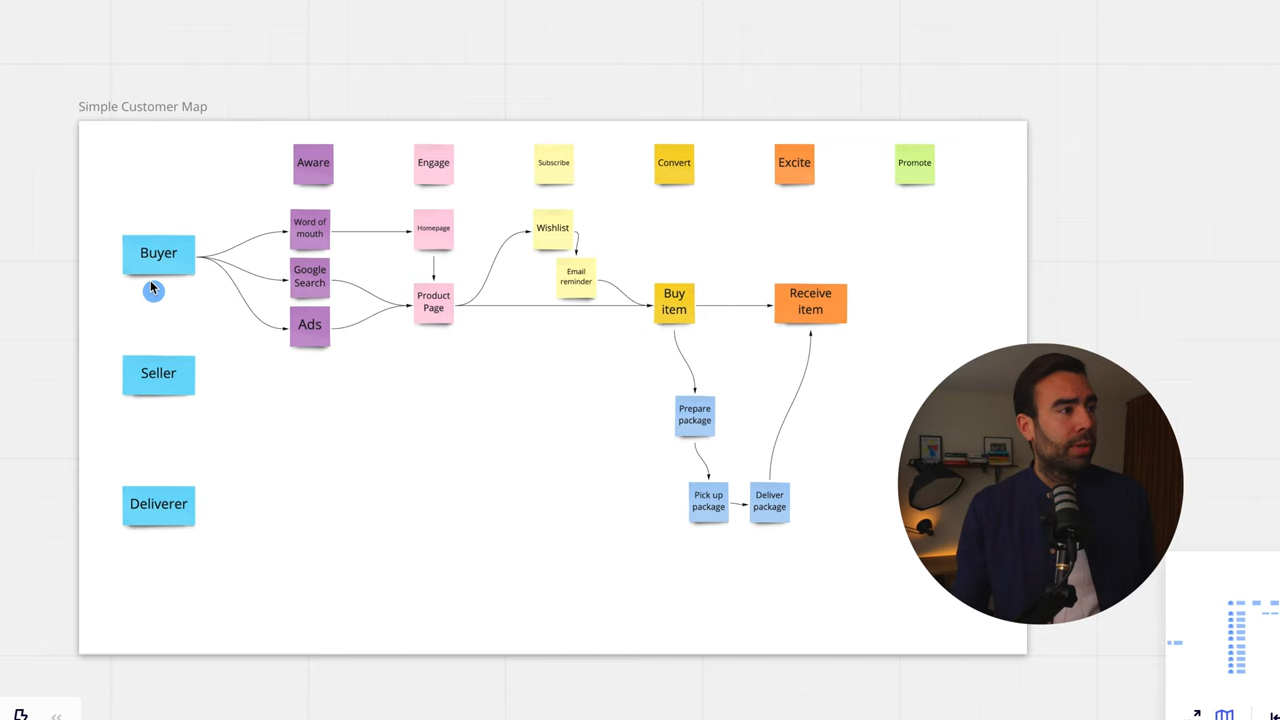 Simple Customer Map
Aware
Engage
Subscribe
Convert
Excite
Promote
Buyer
Word of
mouth
Homepage
Wishlist
Google
Search
Email
reminder
Product
Page
Buy
item
Receive
item
Ads
Seller
Prepare
package
Deliverer
Pick up
package
Deliver
package